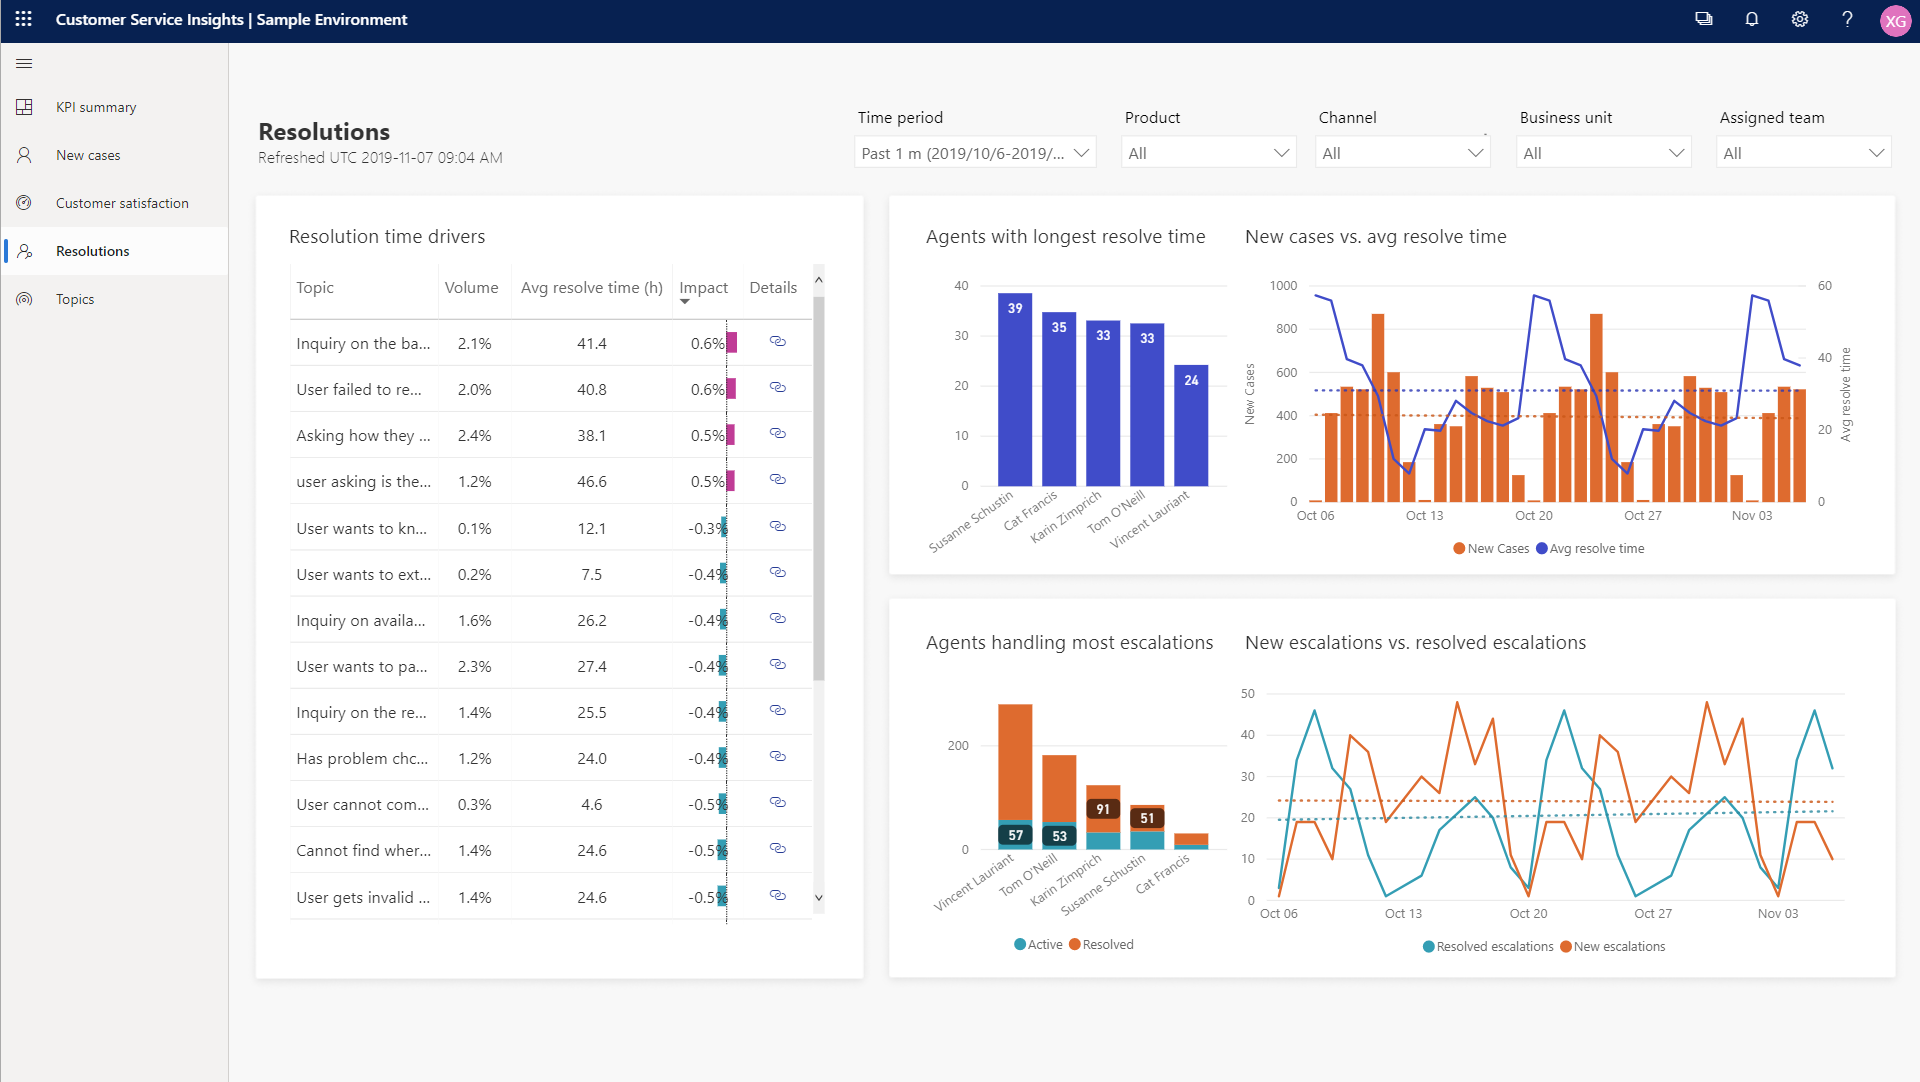 Customer Service Insights | Sample Environment
XG
KPI summary
New cases
Customer satisfaction
Resolutions
Topics
Resolutions
Refreshed UTC 2019-11-07 09:04 AM
Time period
Past 1 m (2019/10/6-2019/...
Product
All
Channel
All
Business unit
All
Assigned team
All
Resolution time drivers
Topic Volume Avg resolve time (h) Impact Details
Inquiry on the ba... 2.1% 41.4 0.6%
User failed to re... 2.0% 40.8 0.6%
Asking how they ... 2.4% 38.1 0.5%
user asking is the... 1.2% 46.6 0.5%
User wants to kn... 0.1% 12.1 -0.3%
User wants to ext... 0.2% 7.5 -0.4%
Inquiry on availa... 1.6% 26.2 -0.4%
User wants to pa... 2.3% 27.4 -0.4%
Inquiry on the re... 1.4% 25.5 -0.4%
Has problem chc... 1.2% 24.0 -0.4%
User cannot com... 0.3% 4.6 -0.5%
Cannot find wher... 1.4% 24.6 -0.5%
User gets invalid ... 1.4% 24.6 -0.5%
Agents with longest resolve time
40
30
20
10
0
39 35 33 33 24
Susanne Schustin Cat Francis Karin Zimprich Tom O'Neill Vincent Lauriant
New cases vs. avg resolve time
New Cases
1000
800
600
400
200
0
60
40
20
0
Avg resolve time
Oct 06 Oct 13 Oct 20 Oct 27 Nov 03
New Cases Avg resolve time
Agents handling most escalations
200
0
57 53 91 51
Vincent Lauriant Tom O'Neill Karin Zimprich Susanne Schustin Cat Francis
Active Resolved
New escalations vs. resolved escalations
50
40
30
20
10
0
Oct 06 Oct 13 Oct 20 Oct 27 Nov 03
Resolved escalations New escalations